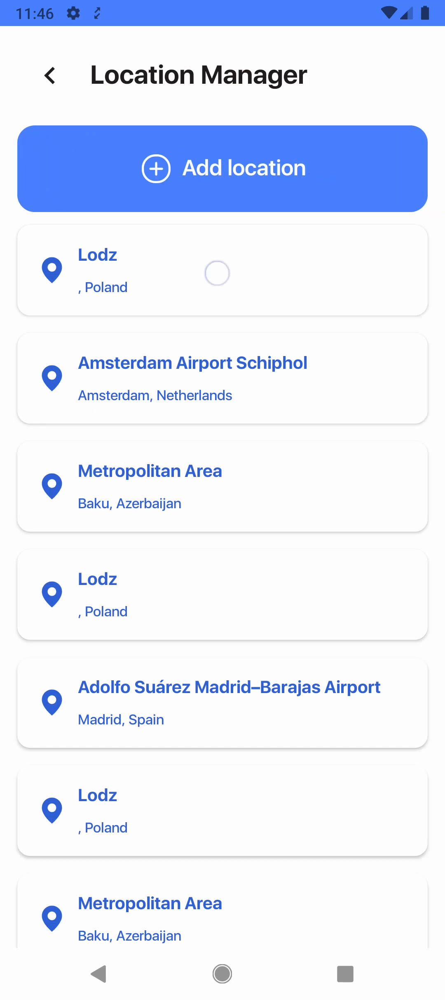 11:46
Location Manager
Add location
Lodz
, Poland
Amsterdam Airport Schiphol
Amsterdam, Netherlands
Metropolitan Area
Baku, Azerbaijan
Lodz
, Poland
Adolfo Suárez Madrid–Barajas Airport
Madrid, Spain
Lodz
, Poland
Metropolitan Area
Baku, Azerbaijan